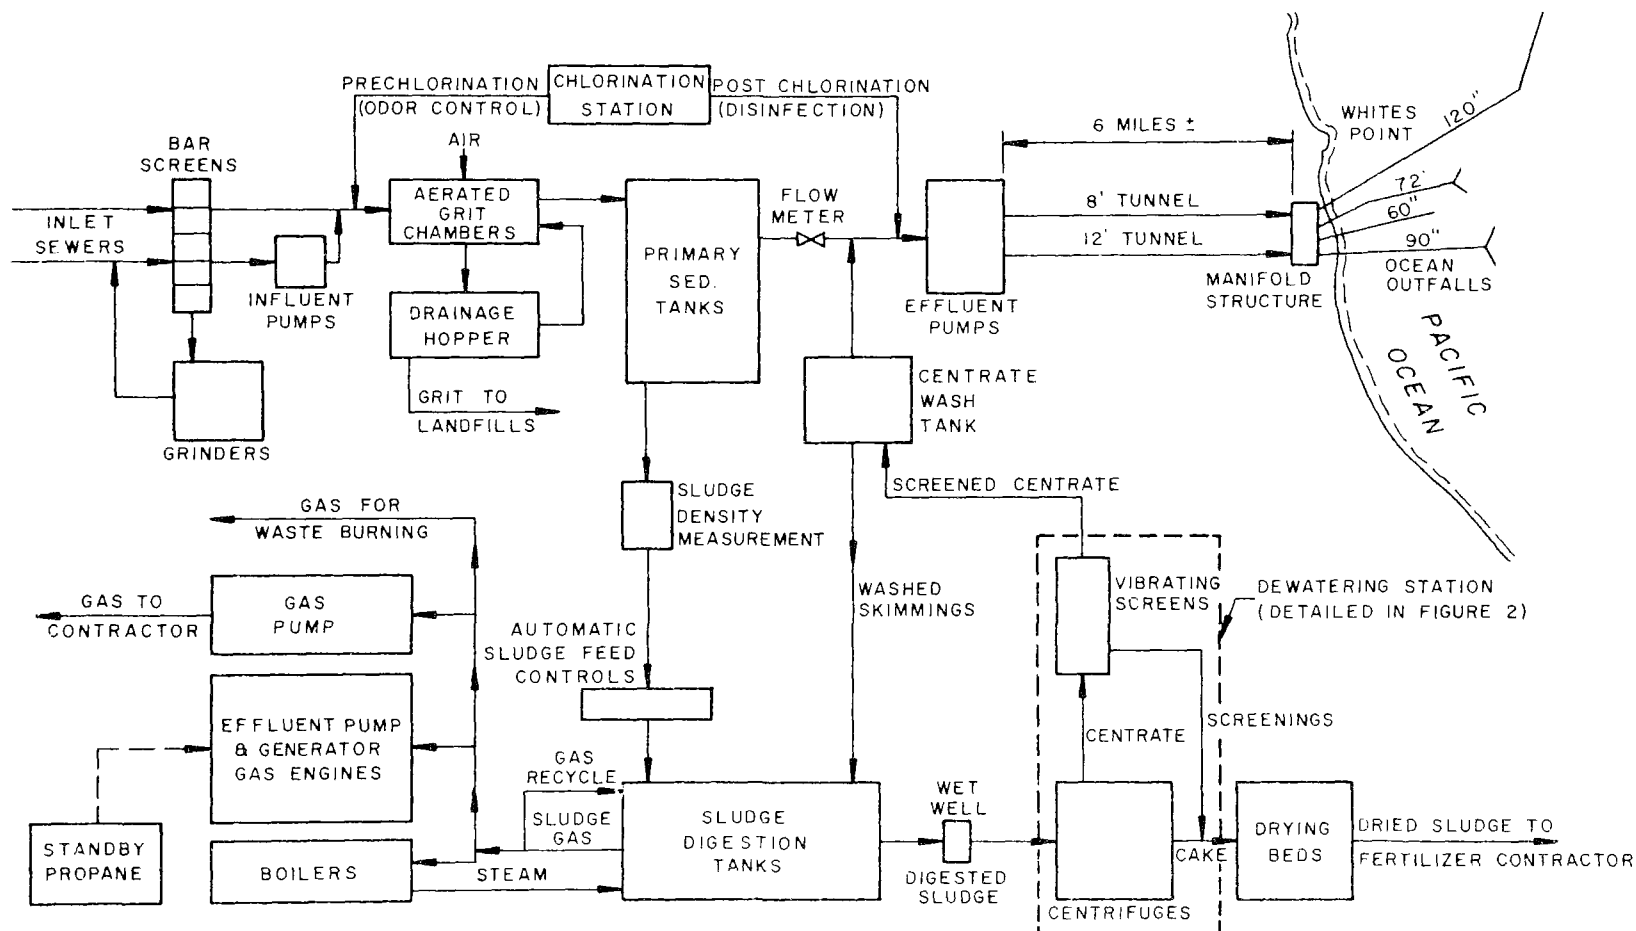 PRECHLORINATION
(ODOR CONTROL)
CHLORINATION
STATION
POST CHLORINATION
(DISINFECTION)
BAR
SCREENS
AIR
INLET
SEWERS
INFLUENT
PUMPS
AERATED
GRIT
CHAMBERS
DRAINAGE
HOPPER
GRIT TO
LANDFILLS
GRINDERS
PRIMARY
SED.
TANKS
FLOW
METER
EFFLUENT
PUMPS
6 MILES ±
8' TUNNEL
12' TUNNEL
MANIFOLD
STRUCTURE
WHITES
POINT
120"
72'
60"
90"
OCEAN
OUTFALLS
PACIFIC
OCEAN
CENTRATE
WASH
TANK
SCREENED CENTRATE
SLUDGE
DENSITY
MEASUREMENT
WASHED
SKIMMINGS
AUTOMATIC
SLUDGE FEED
CONTROLS
GAS FOR
WASTE BURNING
GAS TO
CONTRACTOR
GAS
PUMP
EFFLUENT PUMP
& GENERATOR
GAS ENGINES
STANDBY
PROPANE
BOILERS
STEAM
GAS
RECYCLE
SLUDGE
GAS
SLUDGE
DIGESTION
TANKS
WET
WELL
DIGESTED
SLUDGE
VIBRATING
SCREENS
DEWATERING STATION
(DETAILED IN FIGURE 2)
SCREENINGS
CENTRATE
CENTRIFUGES
CAKE
DRYING
BEDS
DRIED SLUDGE TO
FERTILIZER CONTRACTOR